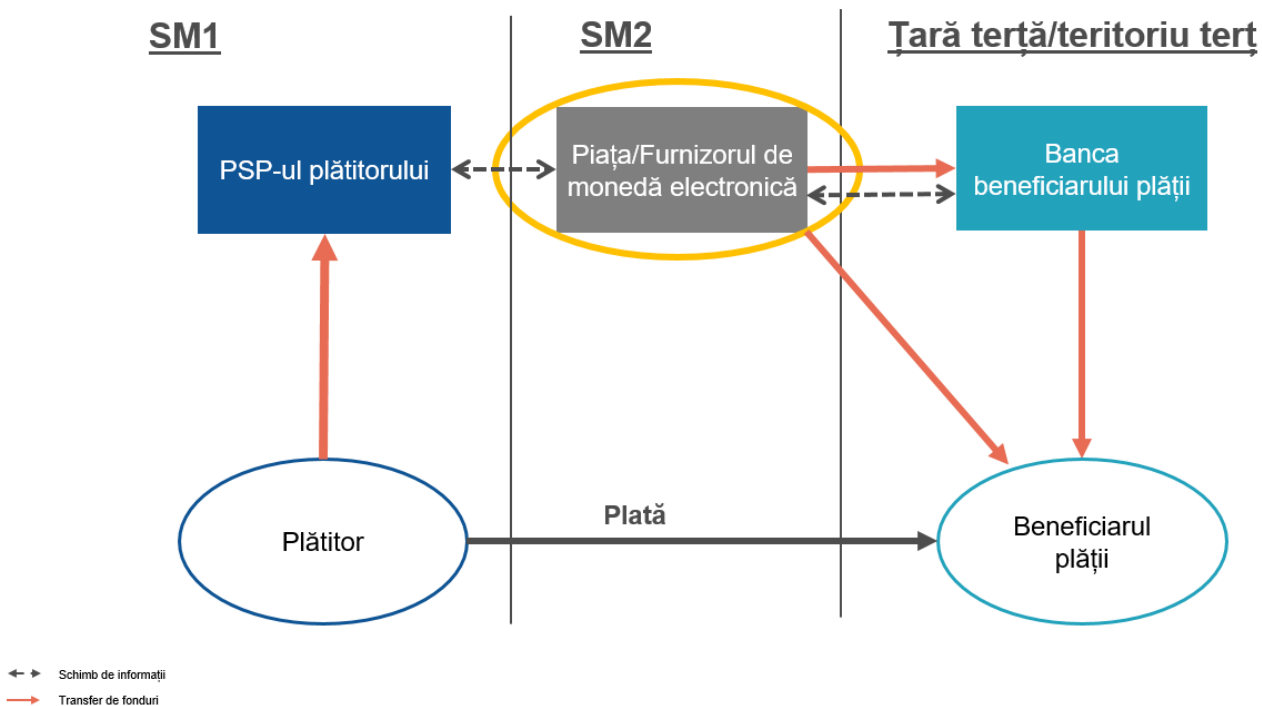 SM1
SM2
Țară terță/teritoriu terț
PSP-ul plătitorului
Piața/Furnizorul de
monedă electronică
Banca
beneficiarului plății
Plată
Plătitor
Beneficiarul
plății
Schimb de informații
Transfer de fonduri